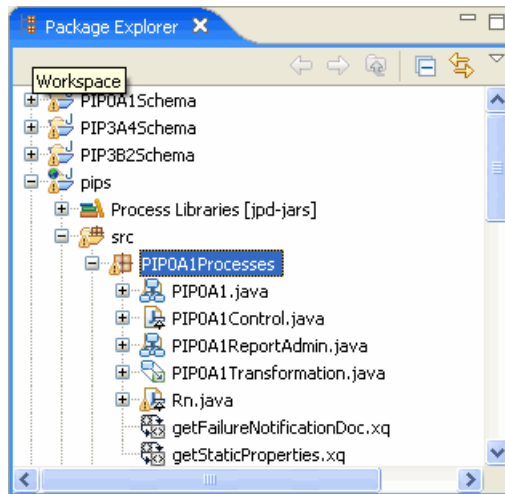 Package Explorer
Workspace
PIP0A1Schema
PIP3A4Schema
PIP3B2Schema
pips
Process Libraries [jpd-jars]
src
PIP0A1Processes
PIP0A1.java
PIP0A1Control.java
PIP0A1ReportAdmin.java
PIP0A1Transformation.java
Rn.java
getFailureNotificationDoc.xq
getStaticProperties.xq